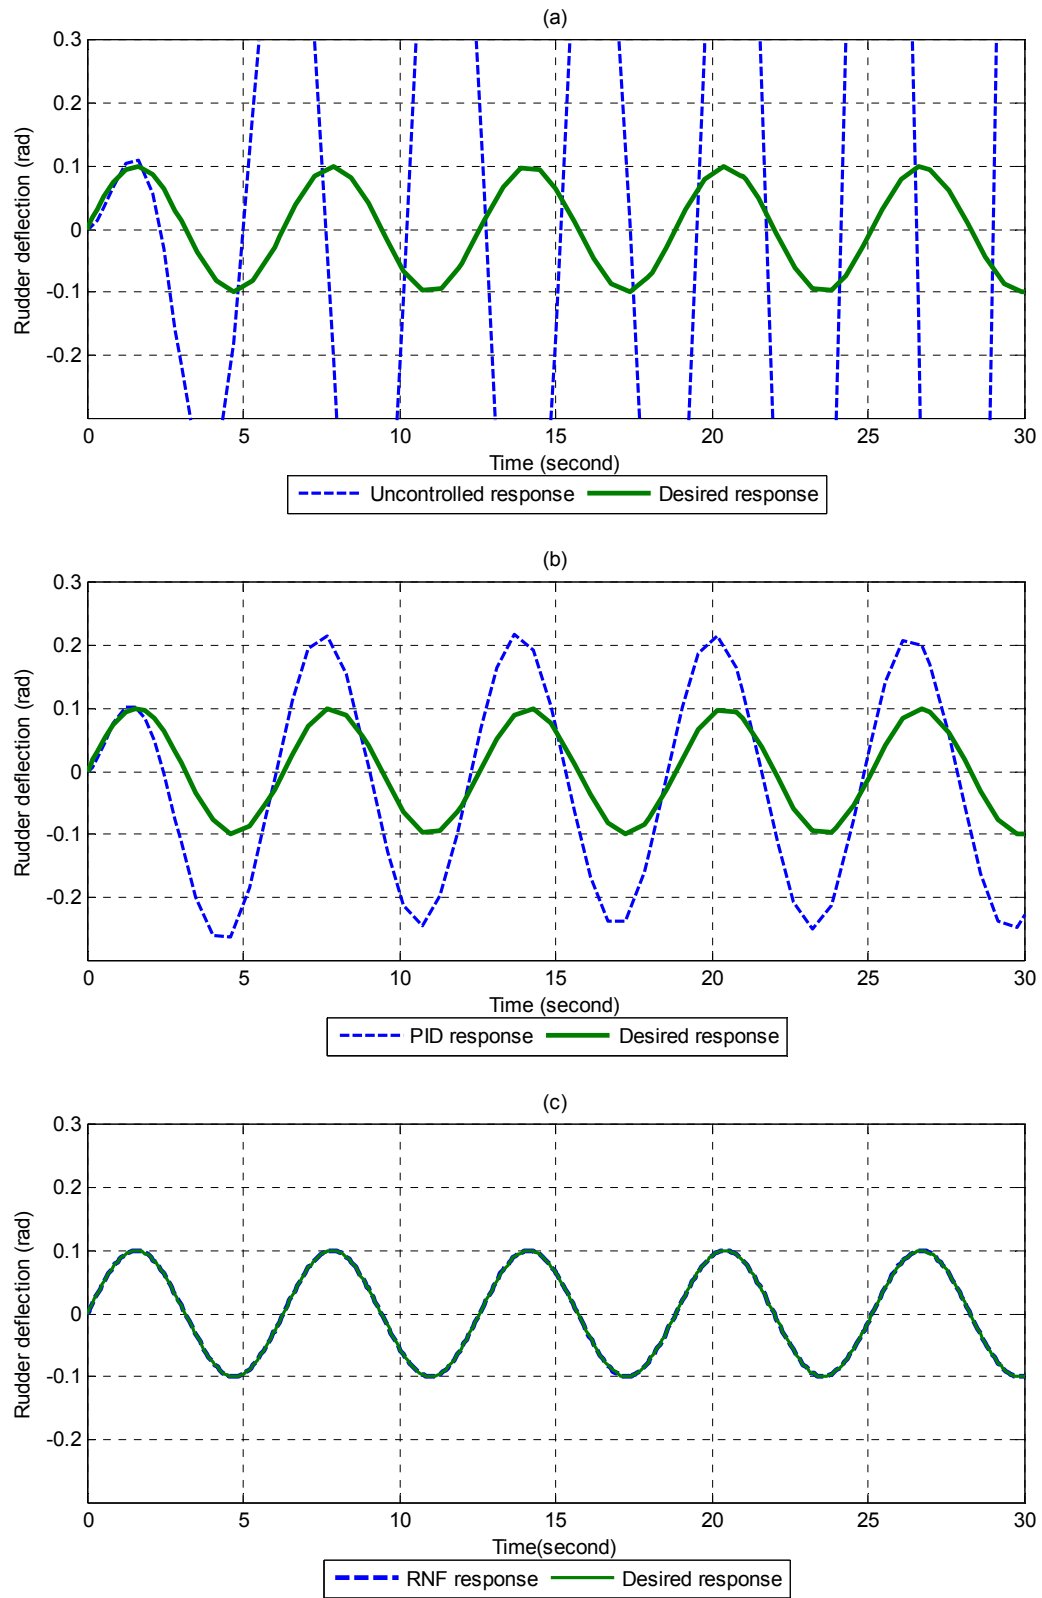 (a)
0.3
0.2
0.1
0
-0.1
-0.2
Rudder deflection (rad)
0 5 10 15 20 25 30
Time (second)
Uncontrolled response Desired response
(b)
0.3
0.2
0.1
0
-0.1
-0.2
Rudder deflection (rad)
0 5 10 15 20 25 30
Time (second)
PID response Desired response
(c)
0.3
0.2
0.1
0
-0.1
-0.2
Rudder deflection (rad)
0 5 10 15 20 25 30
Time(second)
RNF response Desired response